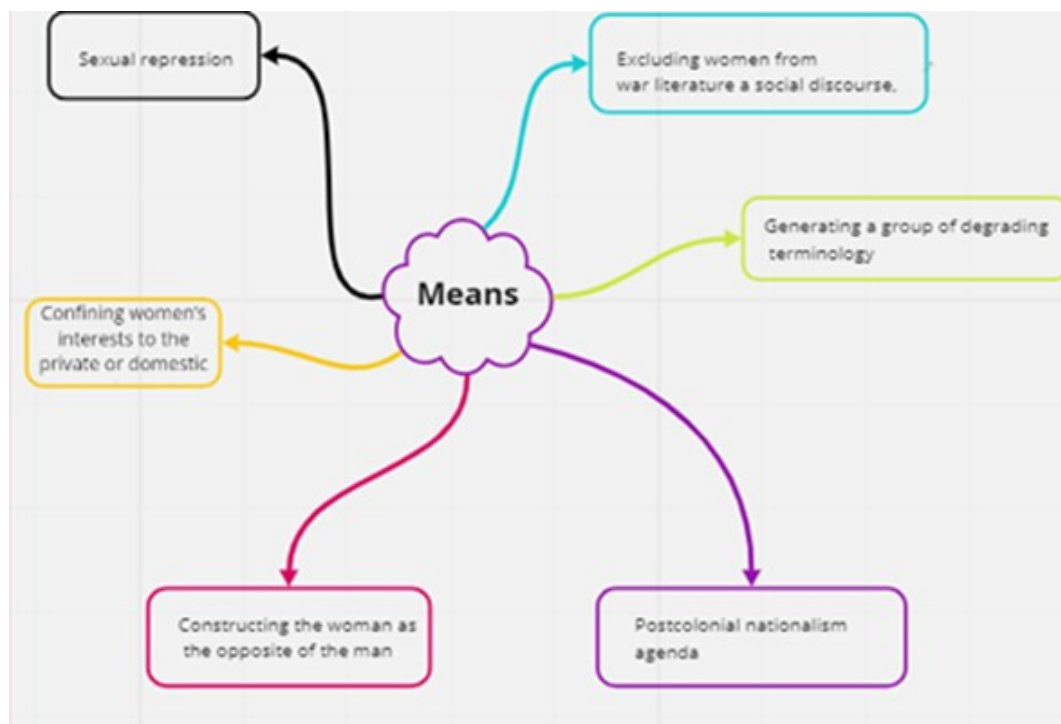 Sexual repression
Excluding women from
war literature a social discourse,
Generating a group of degrading
terminology
Means
Confining women's
interests to the
private or domestic
Constructing the woman as
the opposite of the man
Postcolonial nationalism
agenda